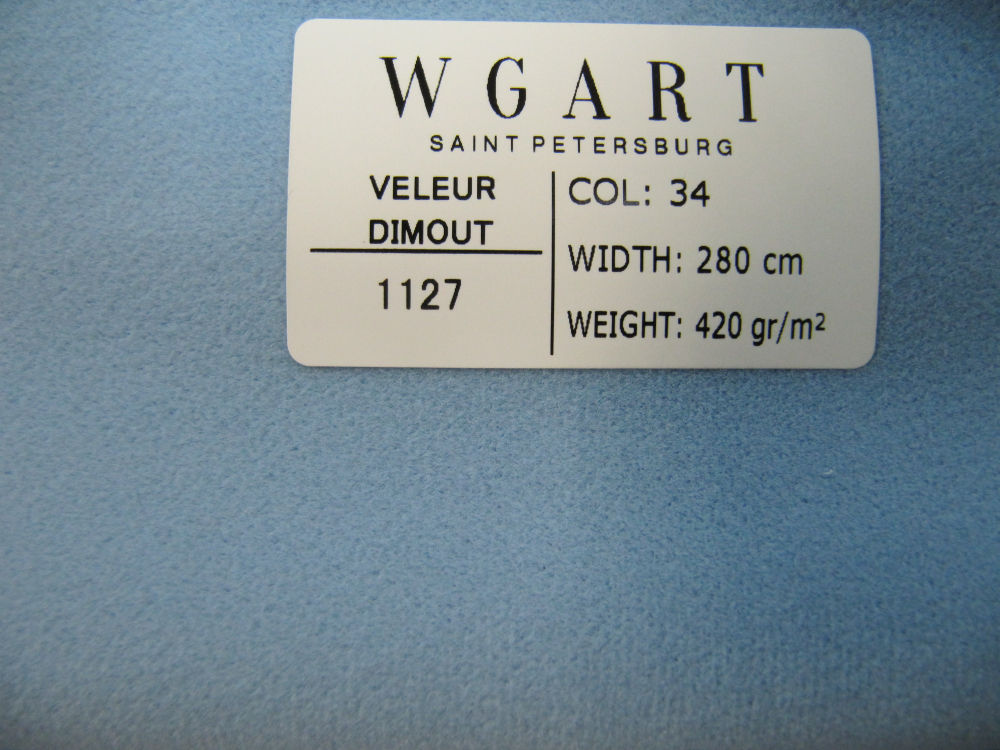 WGART
SAINT PETERSBURG
VELEUR
DIMOUT
1127
COL: 34
WIDTH: 280 cm
WEIGHT: 420 gr/m²